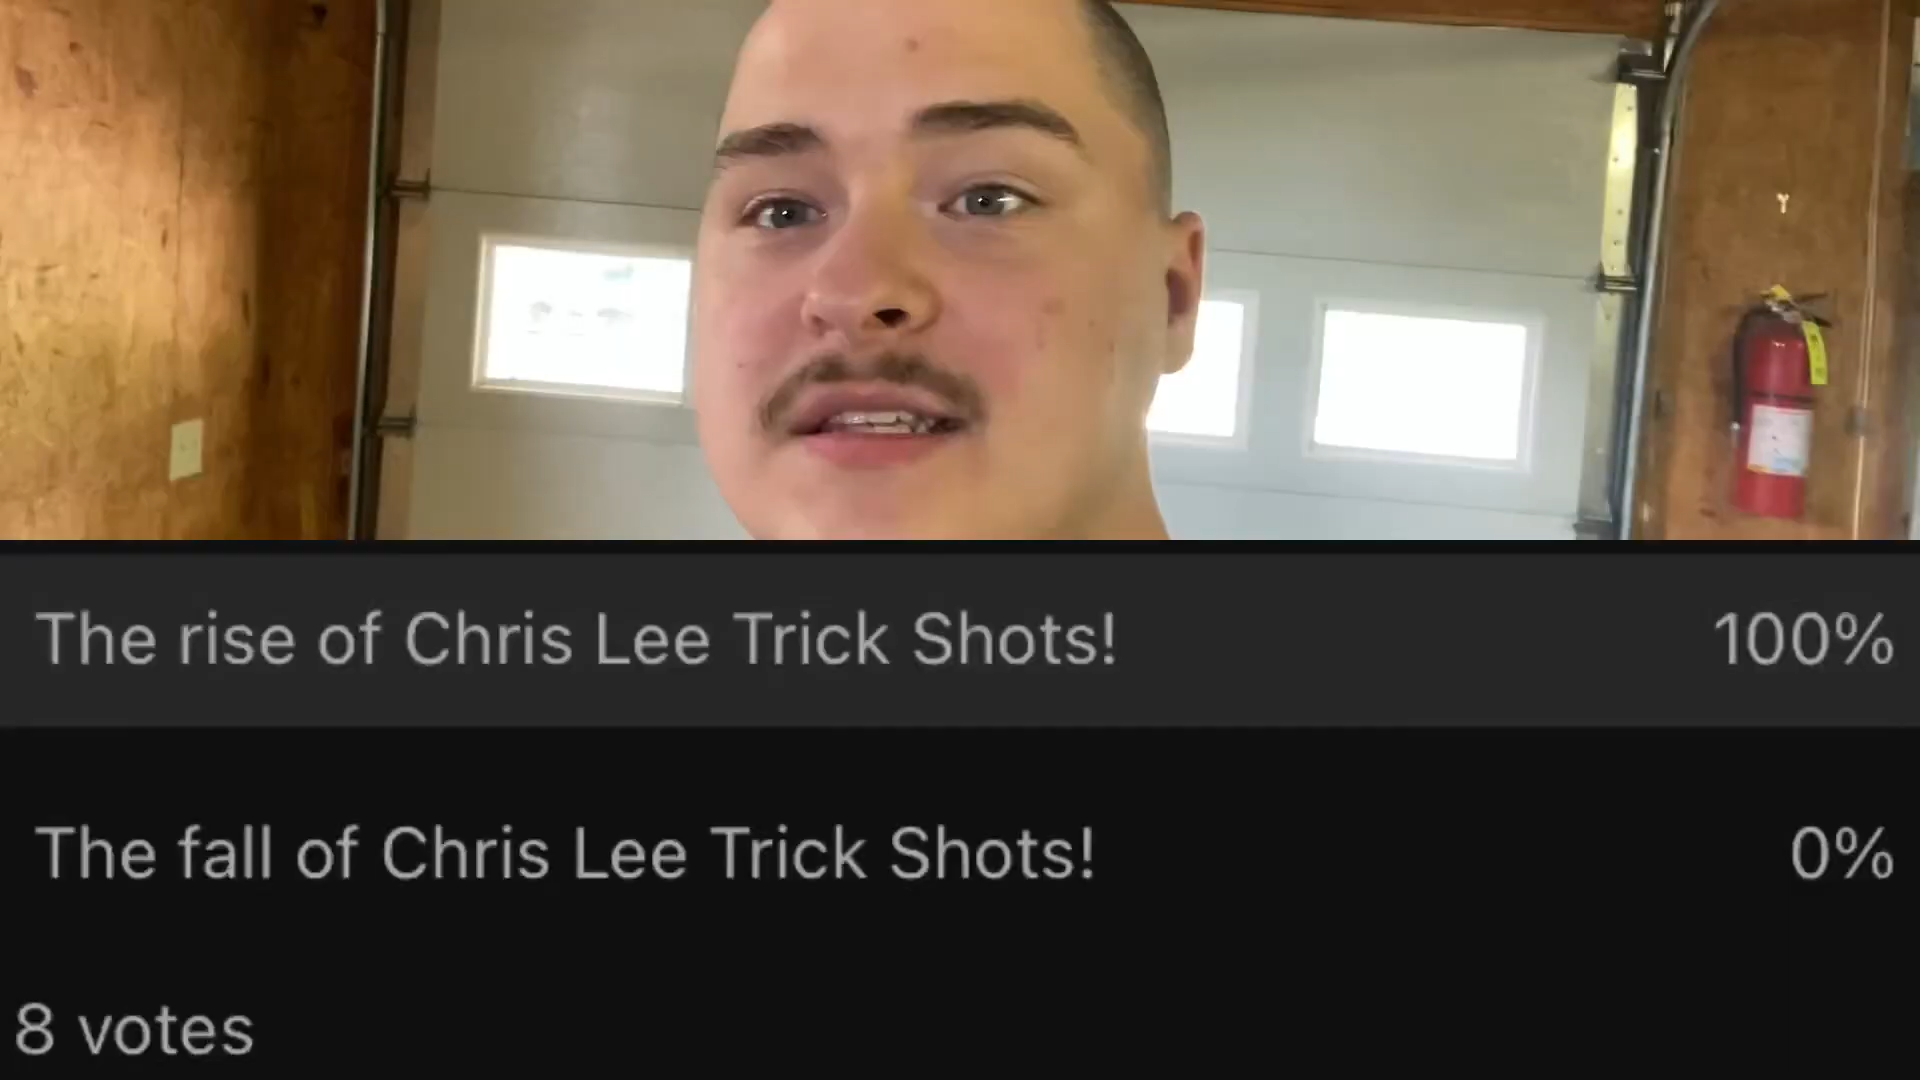 The rise of Chris Lee Trick Shots! 100%
The fall of Chris Lee Trick Shots! 0%
8 votes